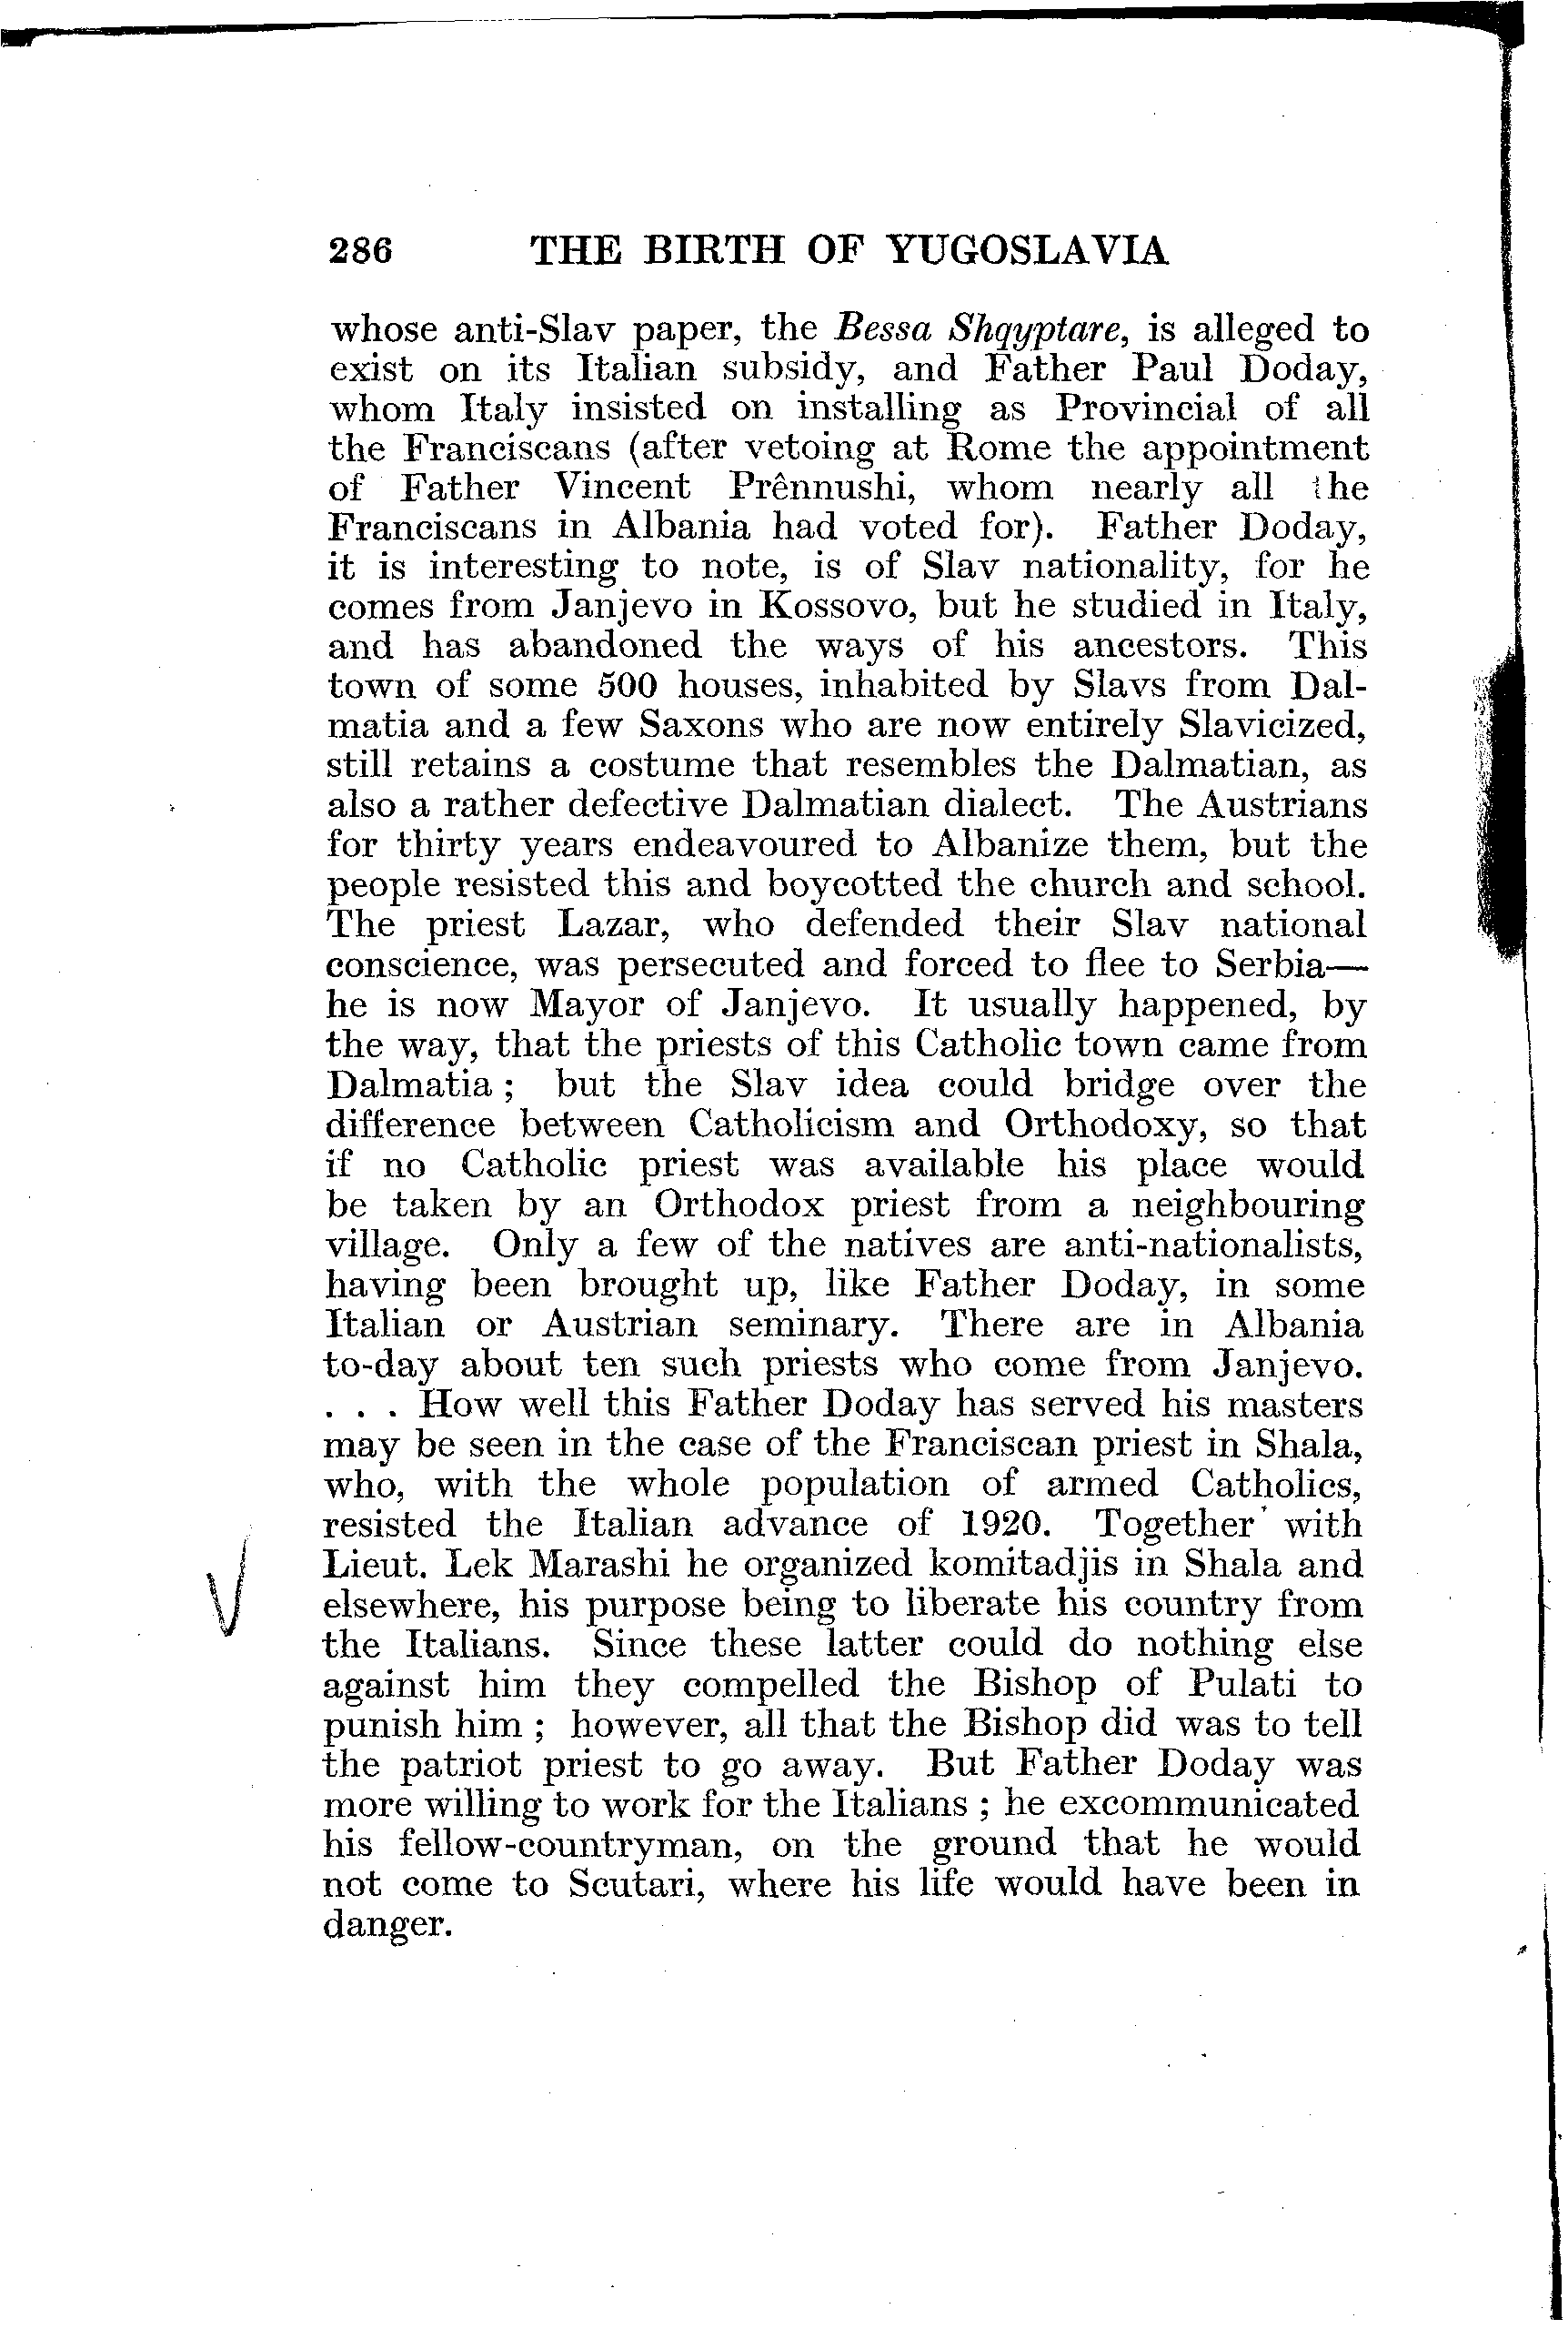 286 THE BIRTH OF YUGOSLAVIA
whose anti-Slav paper, the Bessa Shqyptare, is alleged to
exist on its Italian subsidy, and Father Paul Doday,
whom Italy insisted on installing as Provincial of all
the Franciscans (after vetoing at Rome the appointment
of Father Vincent Prênnushi, whom nearly all the
Franciscans in Albania had voted for). Father Doday,
it is interesting to note, is of Slav nationality, for he
comes from Janjevo in Kossovo, but he studied in Italy,
and has abandoned the ways of his ancestors. This
town of some 500 houses, inhabited by Slavs from Dal-
matia and a few Saxons who are now entirely Slavicized,
still retains a costume that resembles the Dalmatian, as
also a rather defective Dalmatian dialect. The Austrians
for thirty years endeavoured to Albanize them, but the
people resisted this and boycotted the church and school.
The priest Lazar, who defended their Slav national
conscience, was persecuted and forced to flee to Serbia—
he is now Mayor of Janjevo. It usually happened, by
the way, that the priests of this Catholic town came from
Dalmatia ; but the Slav idea could bridge over the
difference between Catholicism and Orthodoxy, so that
if no Catholic priest was available his place would
be taken by an Orthodox priest from a neighbouring
village. Only a few of the natives are anti-nationalists,
having been brought up, like Father Doday, in some
Italian or Austrian seminary. There are in Albania
to-day about ten such priests who come from Janjevo.
. . . How well this Father Doday has served his masters
may be seen in the case of the Franciscan priest in Shala,
who, with the whole population of armed Catholics,
resisted the Italian advance of 1920. Together with
Lieut. Lek Marashi he organized komitadjis in Shala and
elsewhere, his purpose being to liberate his country from
the Italians. Since these latter could do nothing else
against him they compelled the Bishop of Pulati to
punish him ; however, all that the Bishop did was to tell
the patriot priest to go away. But Father Doday was
more willing to work for the Italians ; he excommunicated
his fellow-countryman, on the ground that he would
not come to Scutari, where his life would have been in
danger.